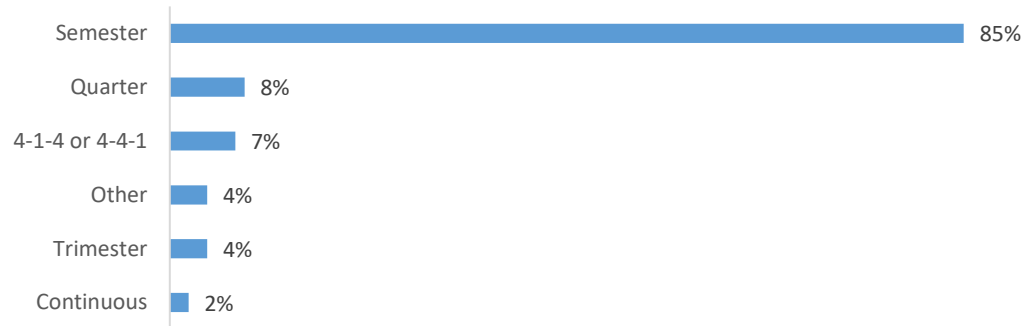 Semester 85%
Quarter 8%
4-1-4 or 4-4-1 7%
Other 4%
Trimester 4%
Continuous 2%